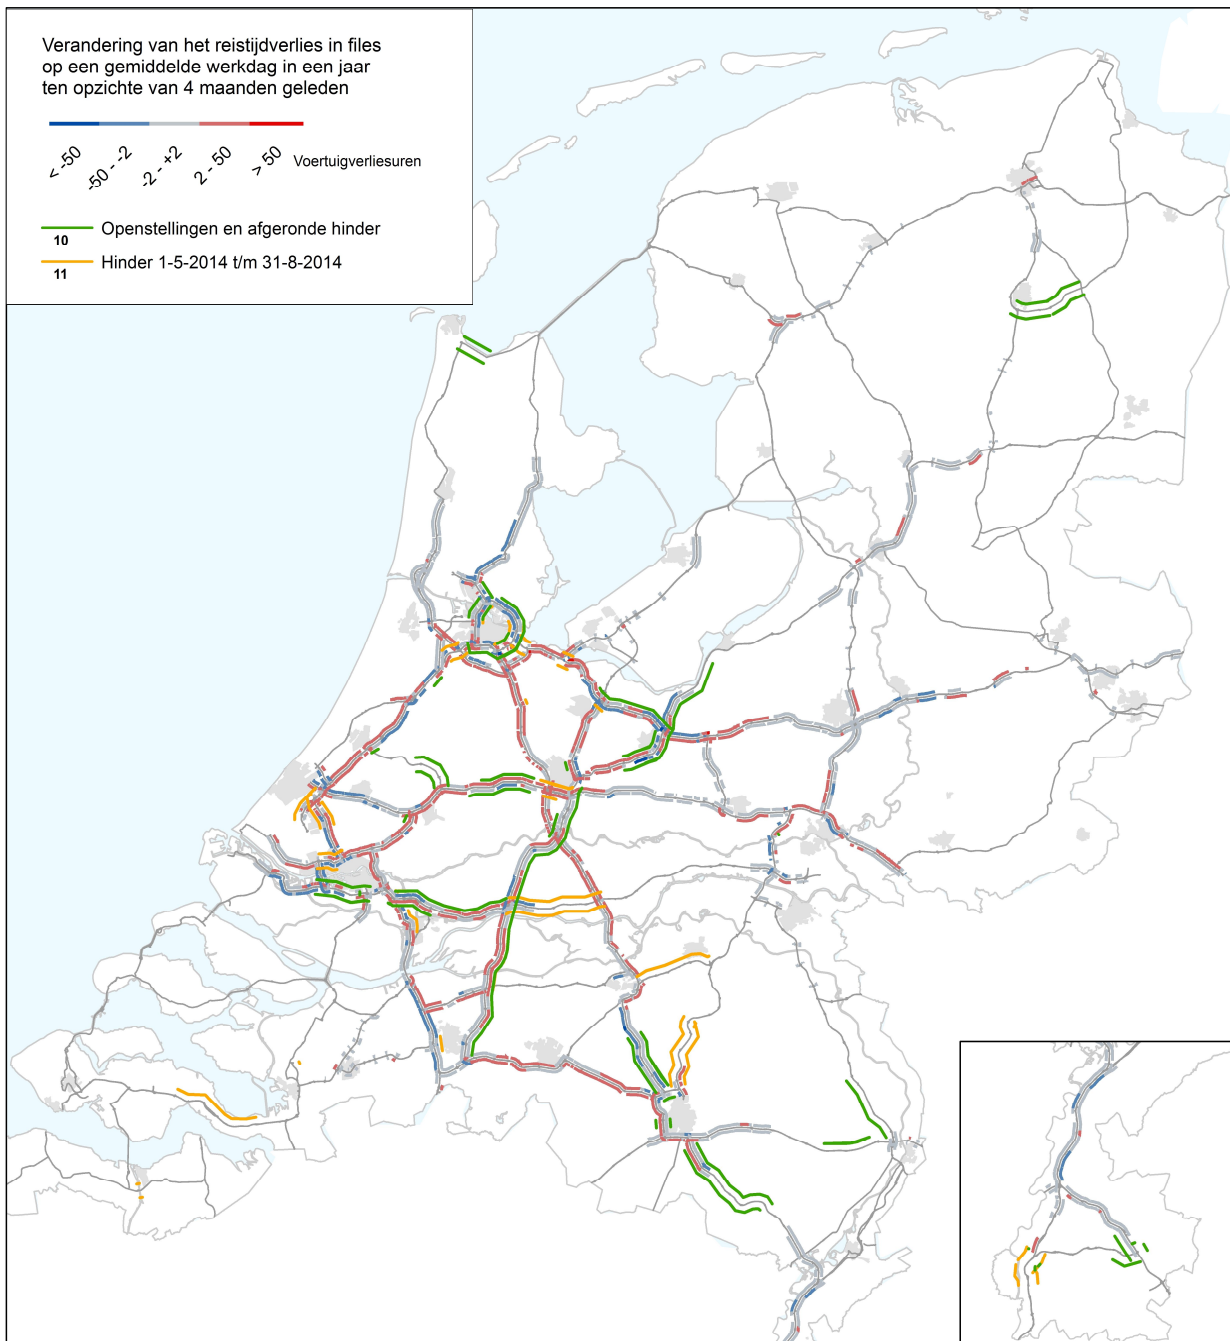 Verandering van het reistijdverlies in files
op een gemiddelde werkdag in een jaar
ten opzichte van 4 maanden geleden
< -50
-50 - -2
-2 - +2
2 - 50
> 50
Voertuigverliesuren
10 Openstellingen en afgeronde hinder
11 Hinder 1-5-2014 t/m 31-8-2014